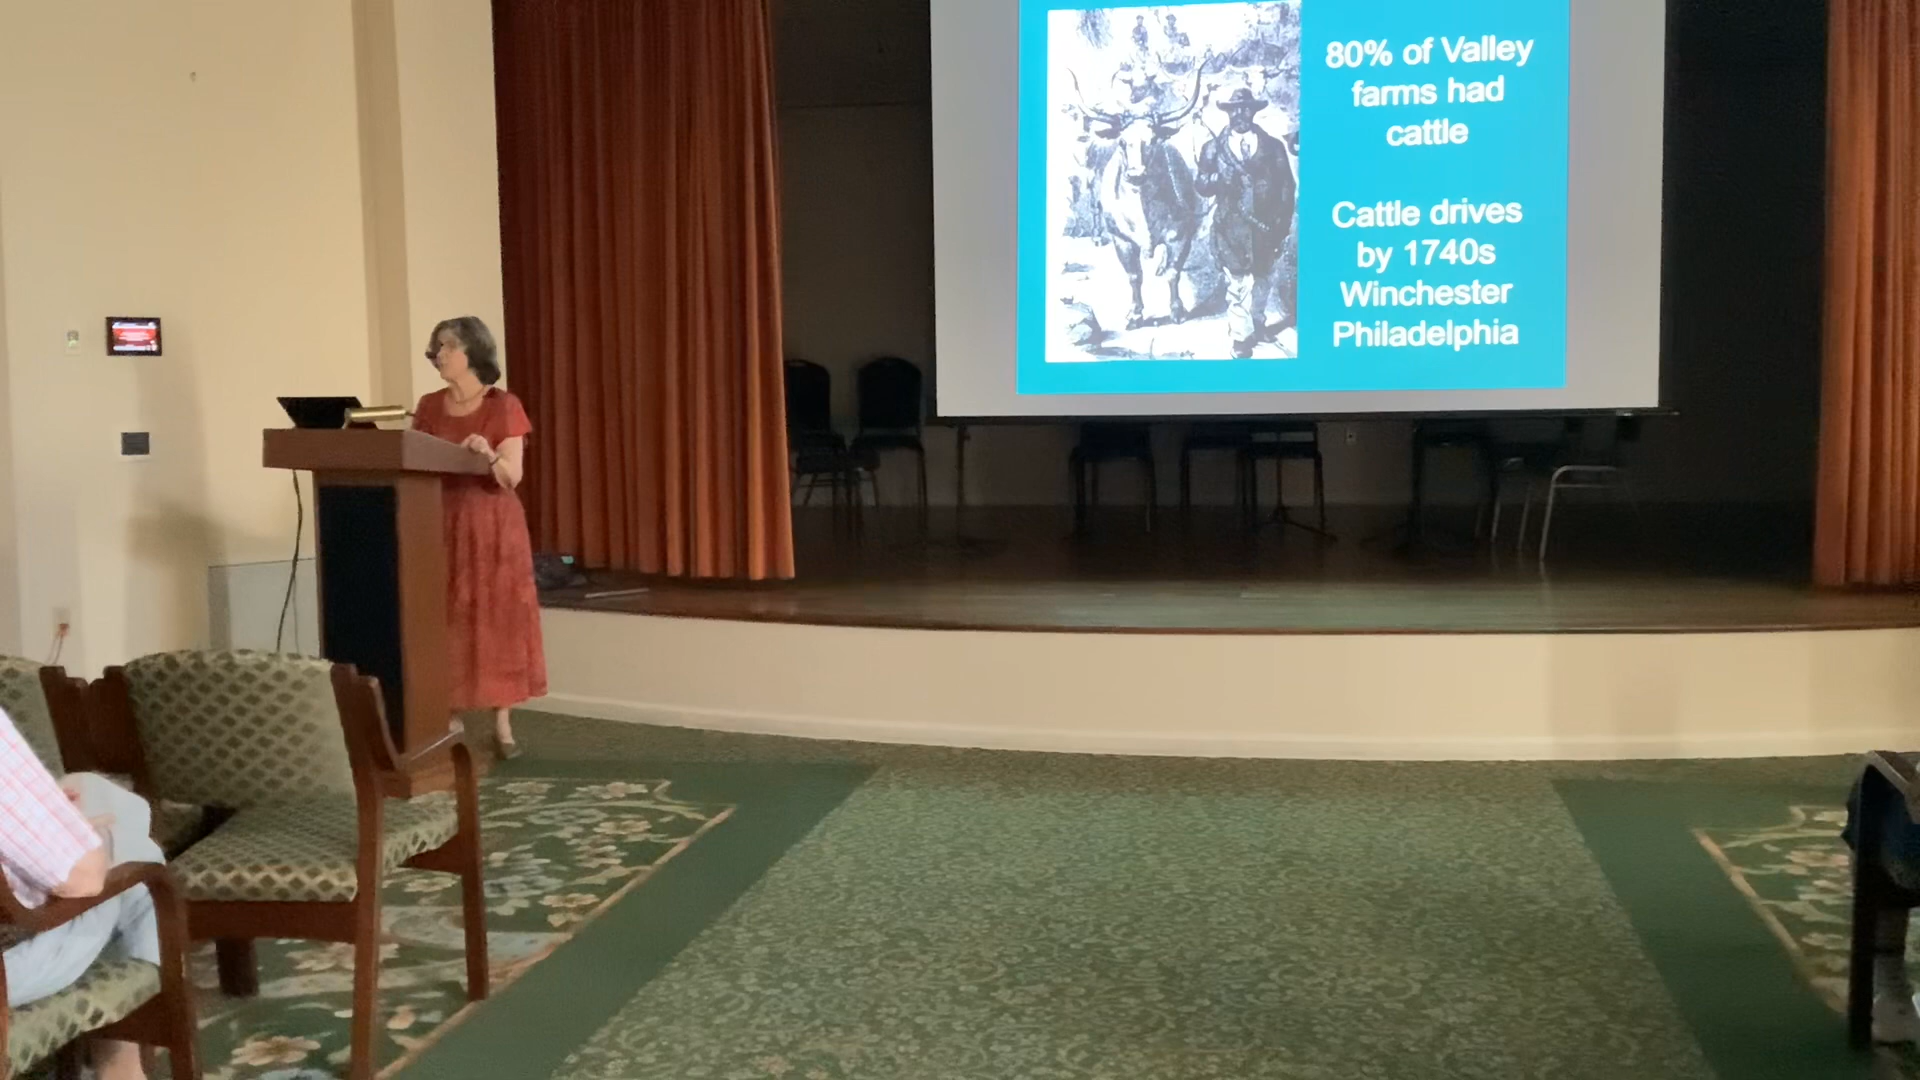 80% of Valley
farms had
cattle
Cattle drives
by 1740s
Winchester
Philadelphia